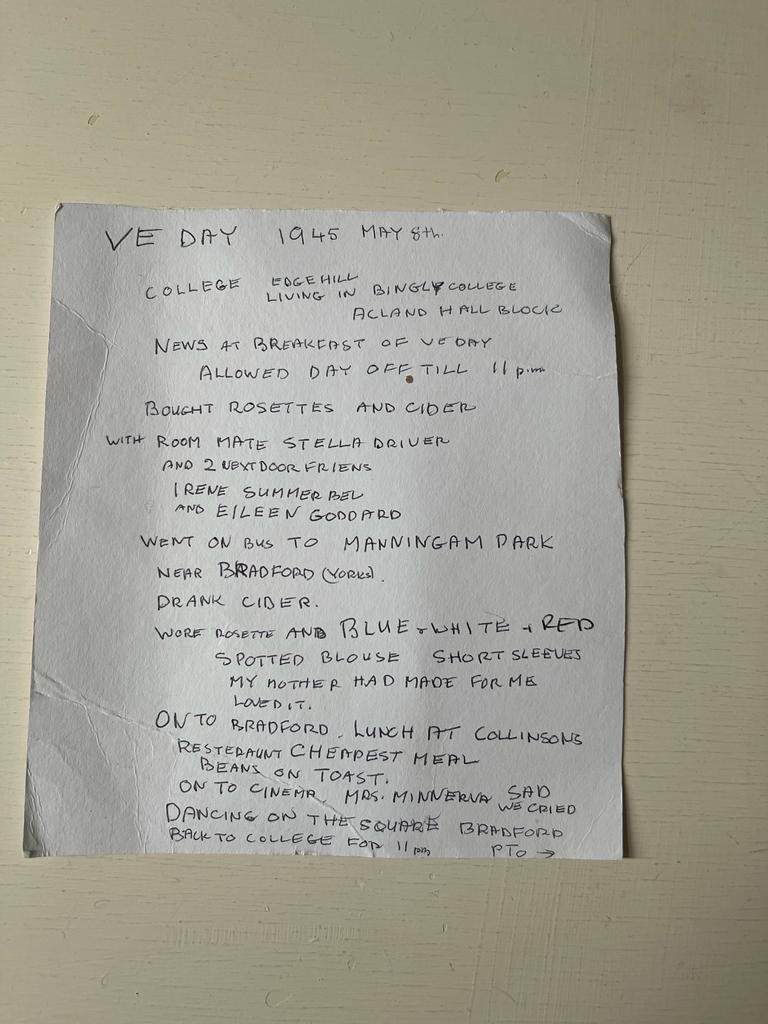 VE DAY 1945 MAY 8th.
COLLEGE EDGEHILL
LIVING IN BINGLY COLLEGE
ACLAND HALL BLOCK
NEWS AT BREAKFAST OF VE DAY
ALLOWED DAY OFF TILL 11 p.m.
BOUGHT ROSETTES AND CIDER
WITH ROOM MATE STELLA DRIVER
AND 2 NEXT DOOR FRIENS
IRENE SUMMERBEL
AND EILEEN GODDARD
WENT ON BUS TO MANNINGAM PARK
NEAR BRADFORD (YORKS).
DRANK CIDER.
WORE ROSETTE AND BLUE + WHITE + RED
SPOTTED BLOUSE SHORT SLEEVES
MY MOTHER HAD MADE FOR ME
LOVED IT.
ON TO BRADFORD. LUNCH AT COLLINSONS
RESTERAUNT CHEAPEST MEAL
BEANS ON TOAST.
ON TO CINEMA. MRS. MINNERVA SAD
WE CRIED
DANCING ON THE SQUARE BRADFORD
BACK TO COLLEGE FOR 11 pm PTO →